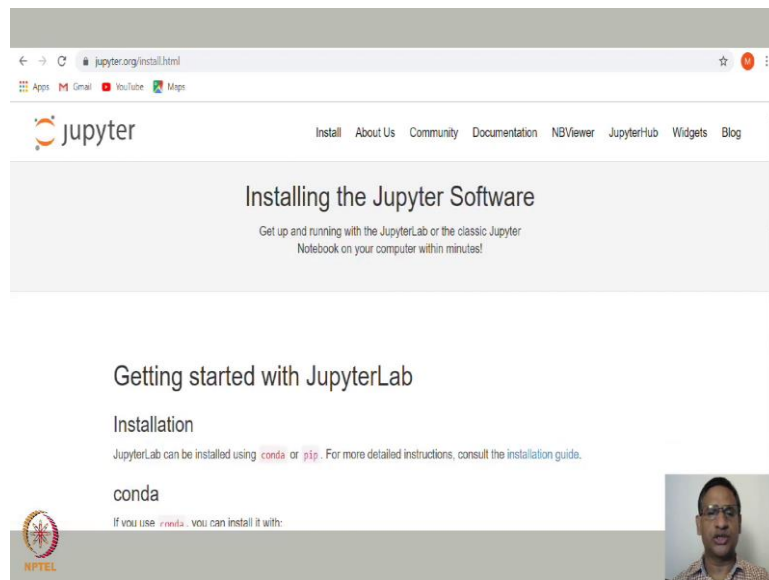 jupyter.org/install.html
M
Apps M Gmail YouTube Maps
jupyter Install About Us Community Documentation NBViewer JupyterHub Widgets Blog
Installing the Jupyter Software
Get up and running with the JupyterLab or the classic Jupyter
Notebook on your computer within minutes!
Getting started with JupyterLab
Installation
JupyterLab can be installed using conda or pip. For more detailed instructions, consult the installation guide.
conda
If you use conda, you can install it with:
NPTEL